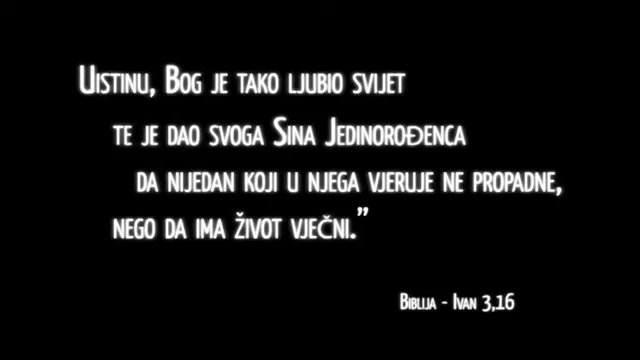 Uistinu, Bog je tako ljubio svijet
te je dao svoga Sina Jedinorođenca
da nijedan koji u njega vjeruje ne propadne,
nego da ima život vječni.”
Biblija - Ivan 3,16